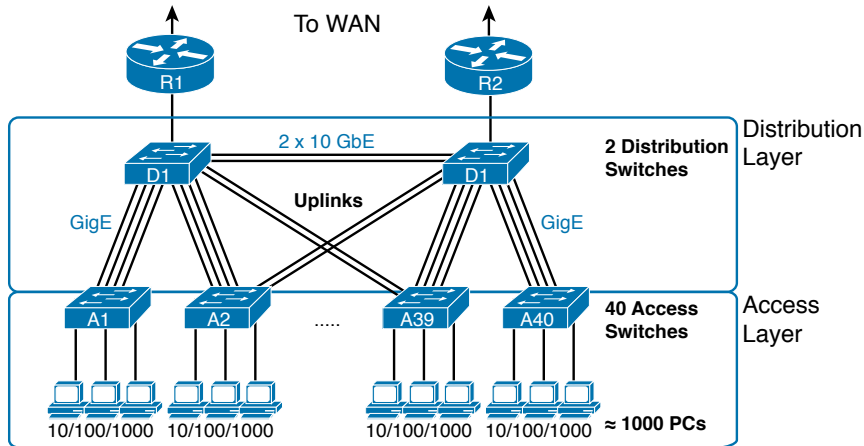 To WAN
R1
R2
2 x 10 GbE
2 Distribution
Switches
Distribution
Layer
D1
D1
Uplinks
GigE
GigE
A1
A2
.....
A39
A40
40 Access
Switches
Access
Layer
10/100/1000
10/100/1000
10/100/1000
10/100/1000
≈ 1000 PCs